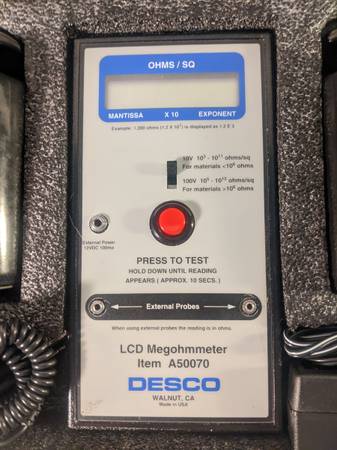 OHMS / SQ
MANTISSA X 10 EXPONENT
Example: 1,200 ohms (1.2 X 10³) is displayed as 1.2 E 3
10V 10³ - 10¹¹ ohms/sq
For materials <10⁶ ohms
100V 10⁵ - 10¹² ohms/sq
For materials >10⁶ ohms
External Power
12VDC 100ma
PRESS TO TEST
HOLD DOWN UNTIL READING
APPEARS ( APPROX. 10 SECS. )
External Probes
When using external probes the reading is in ohms.
LCD Megohmmeter
Item A50070
DESCO
WALNUT, CA
Made in USA